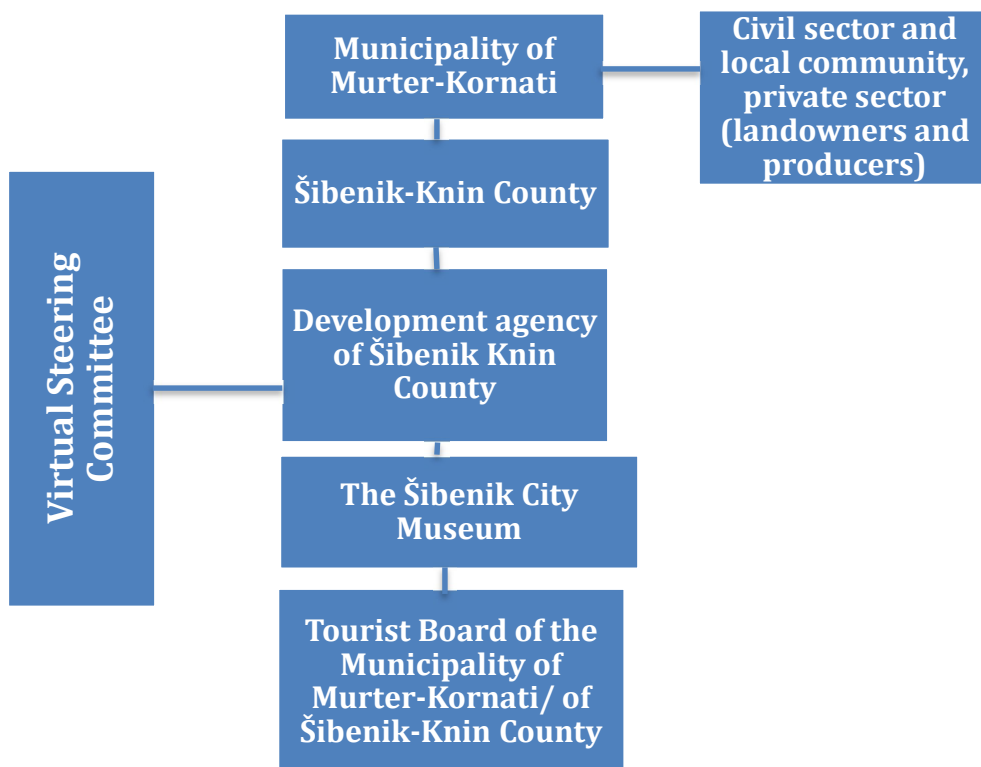 Municipality of
Murter-Kornati
Civil sector and
local community,
private sector
(landowners and
producers)
Šibenik-Knin County
Virtual Steering
Committee
Development agency
of Šibenik Knin
County
The Šibenik City
Museum
Tourist Board of the
Municipality of
Murter-Kornati/ of
Šibenik-Knin County